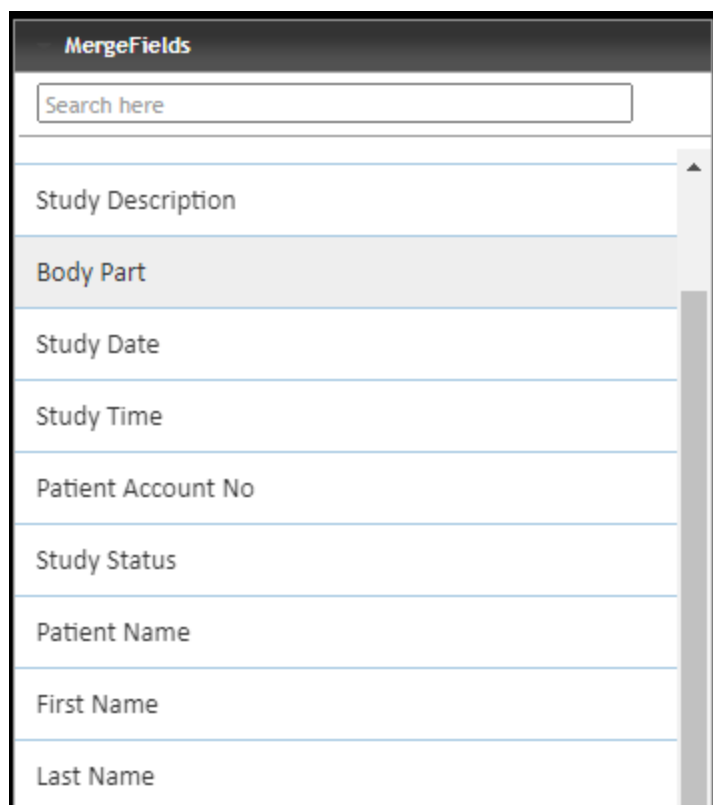 MergeFields
Search here
Study Description
Body Part
Study Date
Study Time
Patient Account No
Study Status
Patient Name
First Name
Last Name